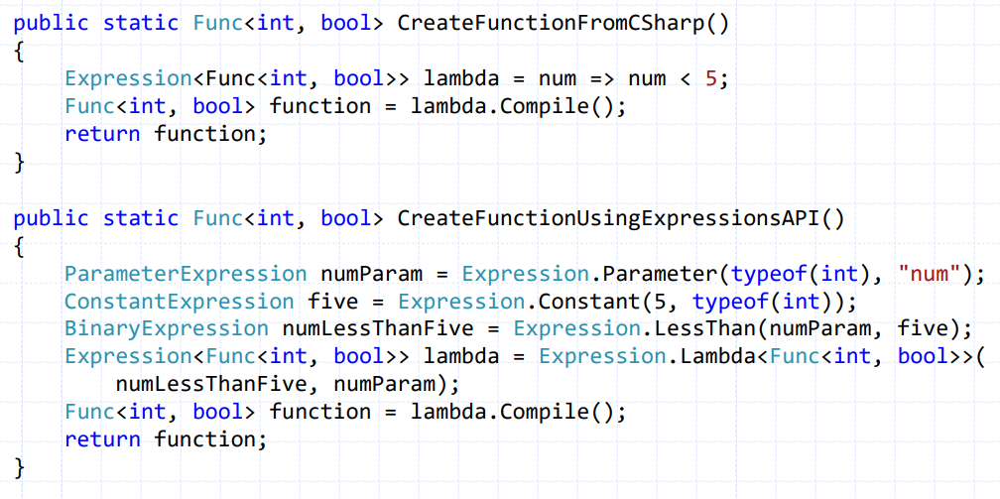 public static Func<int, bool> CreateFunctionFromCSharp()
{
    Expression<Func<int, bool>> lambda = num => num < 5;
    Func<int, bool> function = lambda.Compile();
    return function;
}

public static Func<int, bool> CreateFunctionUsingExpressionsAPI()
{
    ParameterExpression numParam = Expression.Parameter(typeof(int), "num");
    ConstantExpression five = Expression.Constant(5, typeof(int));
    BinaryExpression numLessThanFive = Expression.LessThan(numParam, five);
    Expression<Func<int, bool>> lambda = Expression.Lambda<Func<int, bool>>(
        numLessThanFive, numParam);
    Func<int, bool> function = lambda.Compile();
    return function;
}